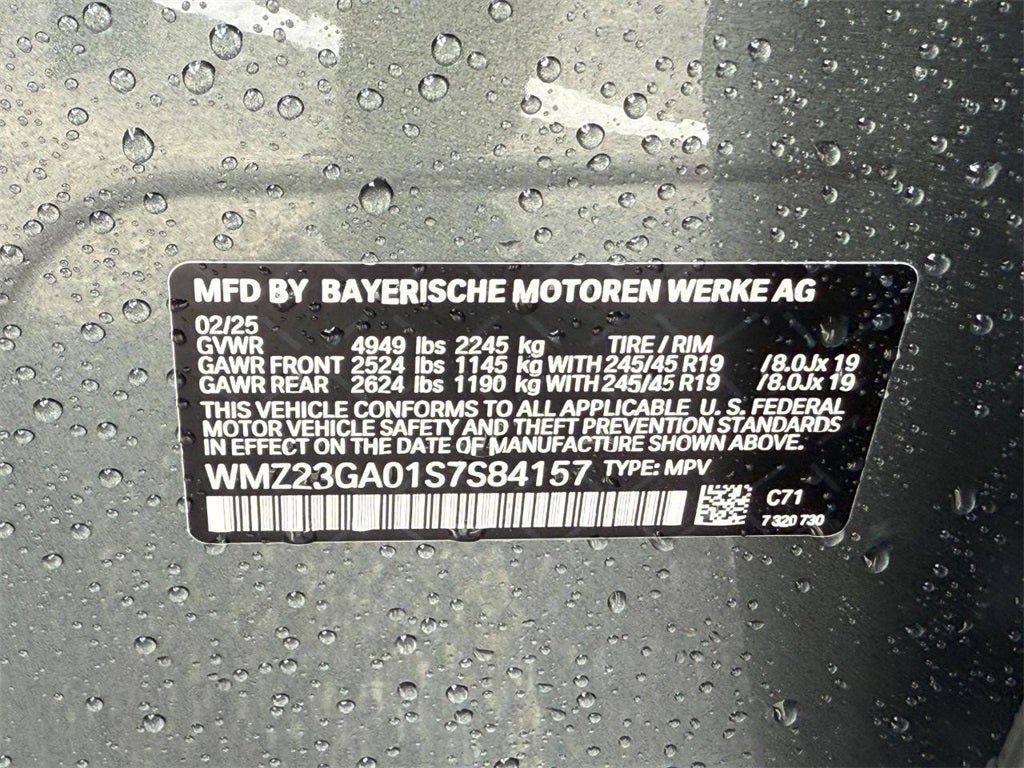 MFD BY BAYERISCHE MOTOREN WERKE AG
02/25
GVWR 4949 lbs 2245 kg TIRE / RIM
GAWR FRONT 2524 lbs 1145 kg WITH 245/45 R19 /8.0Jx 19
GAWR REAR 2624 lbs 1190 kg WITH 245/45 R19 /8.0Jx 19
THIS VEHICLE CONFORMS TO ALL APPLICABLE U. S. FEDERAL
MOTOR VEHICLE SAFETY AND THEFT PREVENTION STANDARDS
IN EFFECT ON THE DATE OF MANUFACTURE SHOWN ABOVE.
WMZ23GA01S7S84157 TYPE: MPV
C71
7 320 730